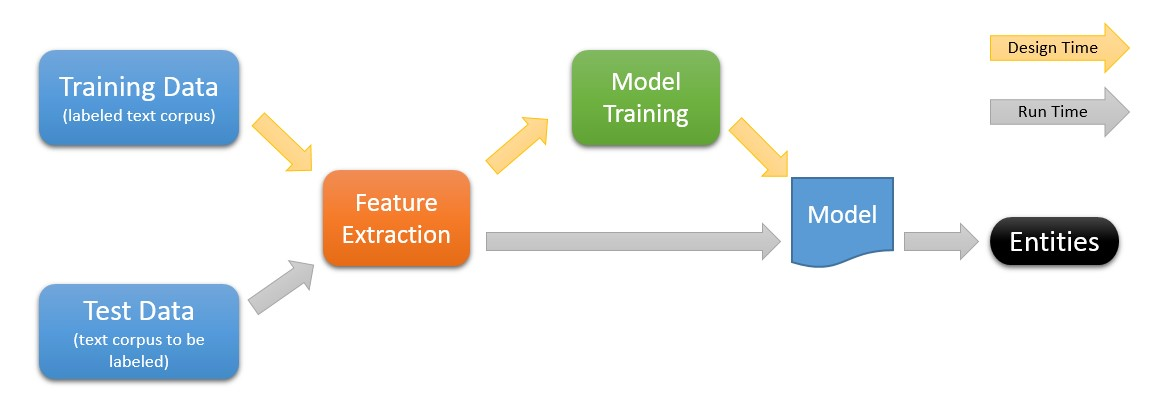 Training Data
(labeled text corpus)
Model
Training
Design Time
Run Time
Feature
Extraction
Model
Entities
Test Data
(text corpus to be
labeled)